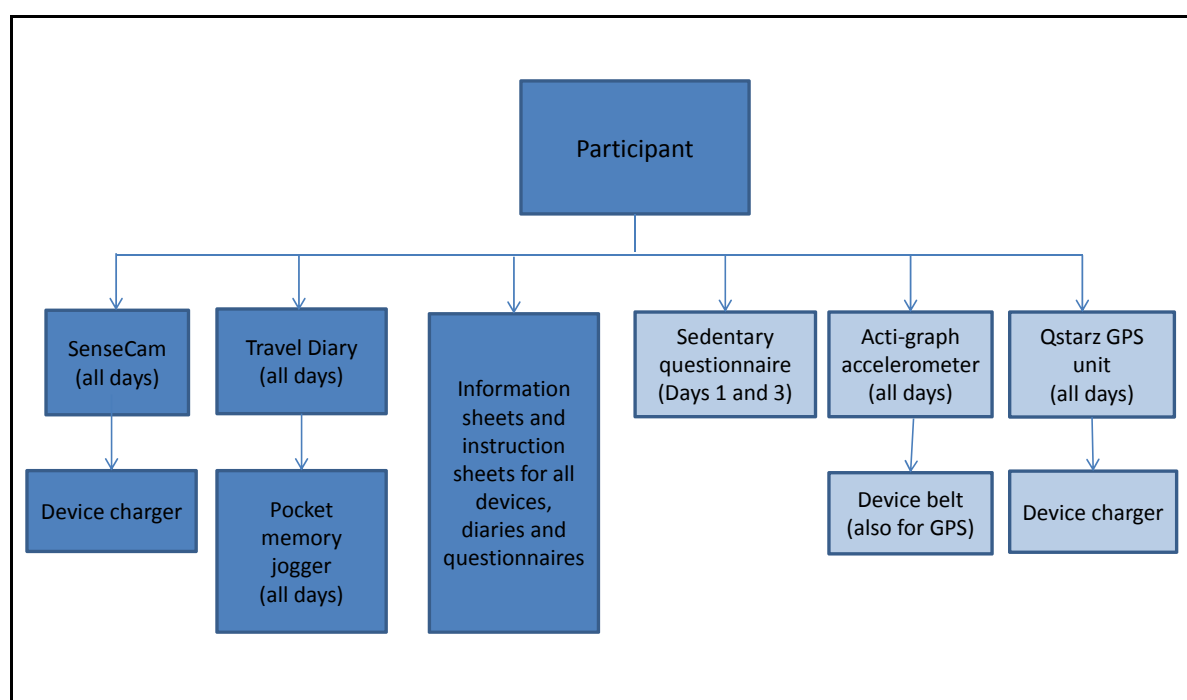 Participant
SenseCam
(all days)
Travel Diary
(all days)
Information
sheets and
instruction
sheets for all
devices,
diaries and
questionnaires
Sedentary
questionnaire
(Days 1 and 3)
Acti-graph
accelerometer
(all days)
Qstarz GPS
unit
(all days)
Device charger
Pocket
memory
jogger
(all days)
Device belt
(also for GPS)
Device charger